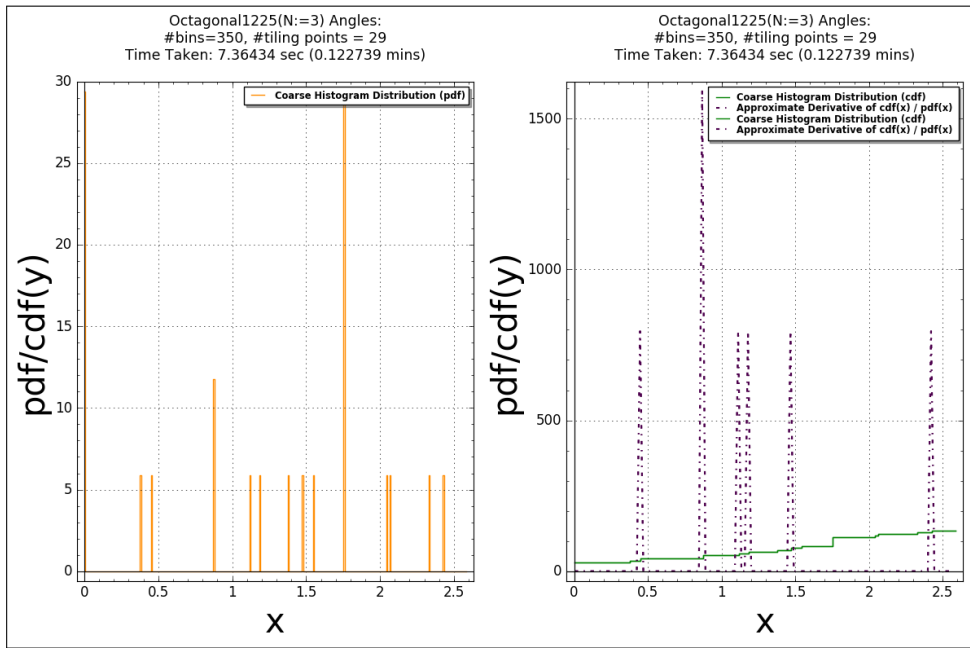 Octagonal1225(N:=3) Angles:
#bins=350, #tiling points = 29
Time Taken: 7.36434 sec (0.122739 mins)
30
25
20
15
10
5
0
pdf/cdf(y)
Coarse Histogram Distribution (pdf)
0 0.5 1 1.5 2 2.5
x
Octagonal1225(N:=3) Angles:
#bins=350, #tiling points = 29
Time Taken: 7.36434 sec (0.122739 mins)
1500
1000
500
0
pdf/cdf(y)
Coarse Histogram Distribution (cdf)
Approximate Derivative of cdf(x) / pdf(x)
Coarse Histogram Distribution (cdf)
Approximate Derivative of cdf(x) / pdf(x)
0 0.5 1 1.5 2 2.5
x